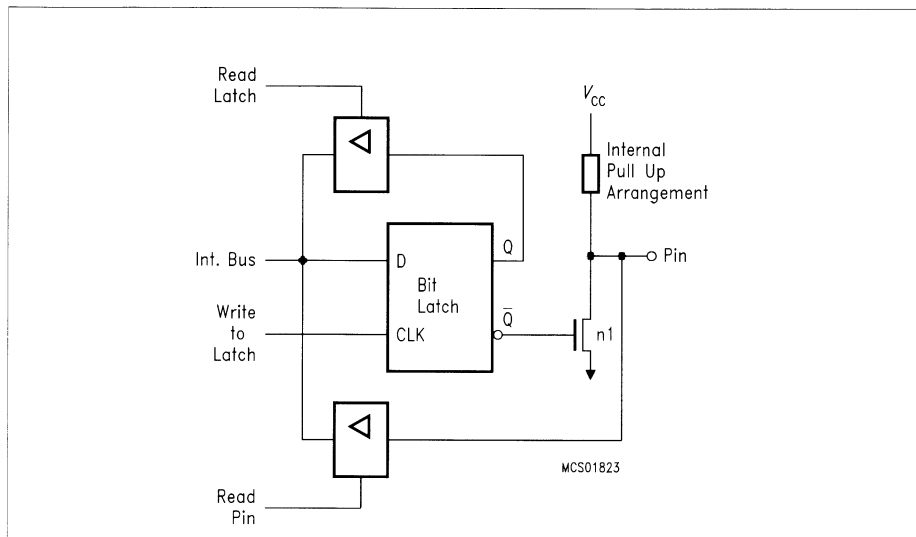 Read
Latch
V_CC
Internal
Pull Up
Arrangement
Q
Int. Bus
D
Pin
Bit
Latch
Q̅
Write
to
Latch
CLK
n1
MCS01823
Read
Pin